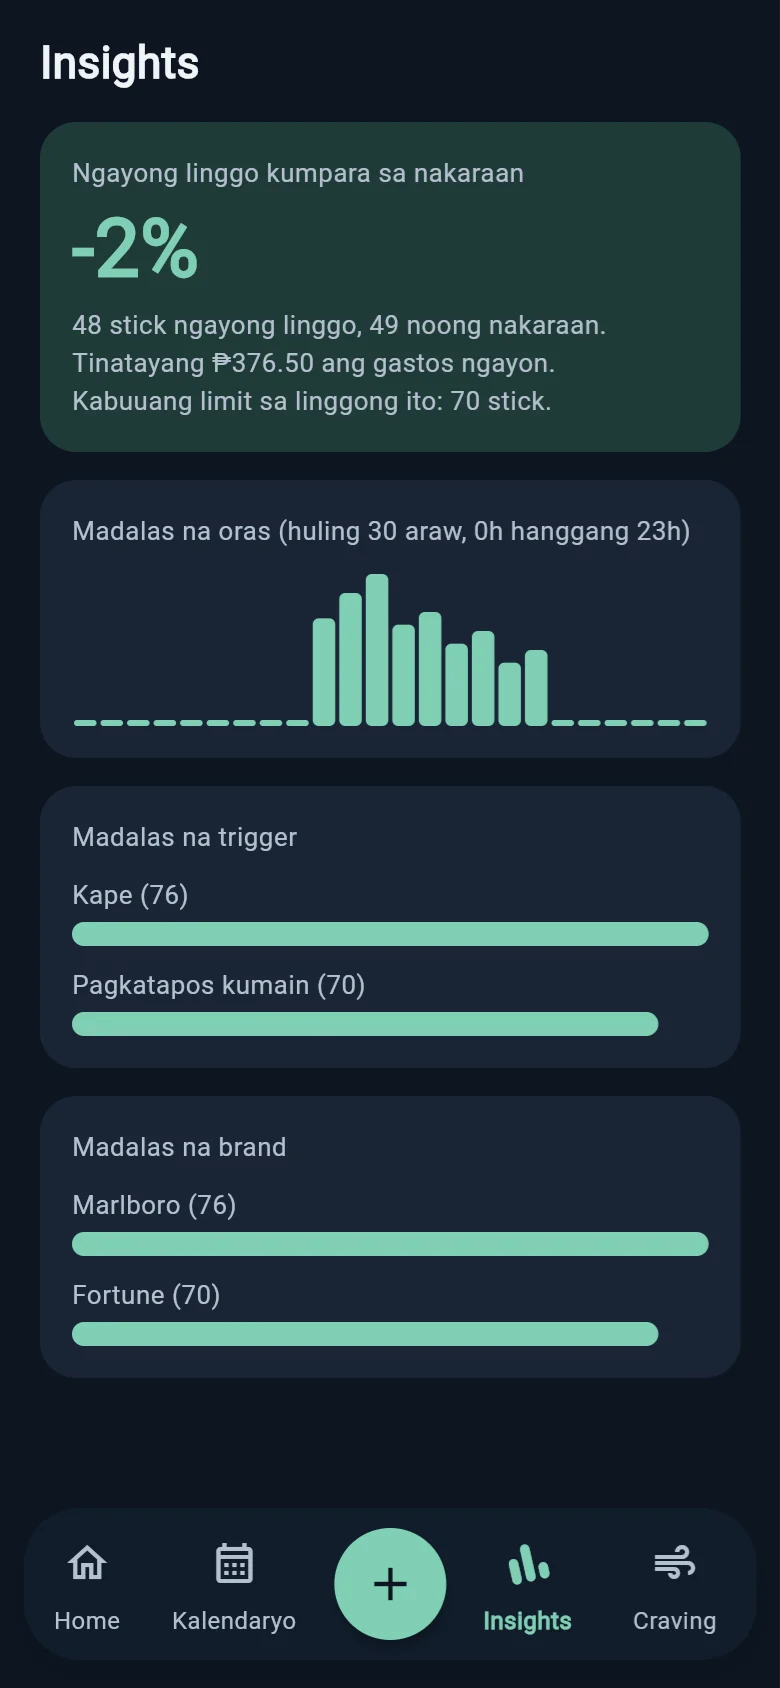 Insights
Ngayong linggo kumpara sa nakaraan
-2%
48 stick ngayong linggo, 49 noong nakaraan.
Tinatayang ₱376.50 ang gastos ngayon.
Kabuuang limit sa linggong ito: 70 stick.
Madalas na oras (huling 30 araw, 0h hanggang 23h)
Madalas na trigger
Kape (76)
Pagkatapos kumain (70)
Madalas na brand
Marlboro (76)
Fortune (70)
Home
Kalendaryo
Insights
Craving